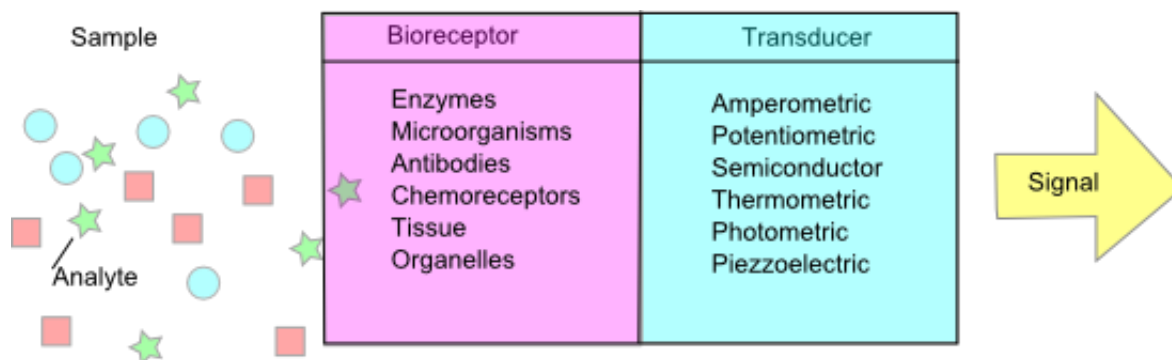 Sample
Analyte
Bioreceptor
Enzymes
Microorganisms
Antibodies
Chemoreceptors
Tissue
Organelles
Transducer
Amperometric
Potentiometric
Semiconductor
Thermometric
Photometric
Piezzoelectric
Signal